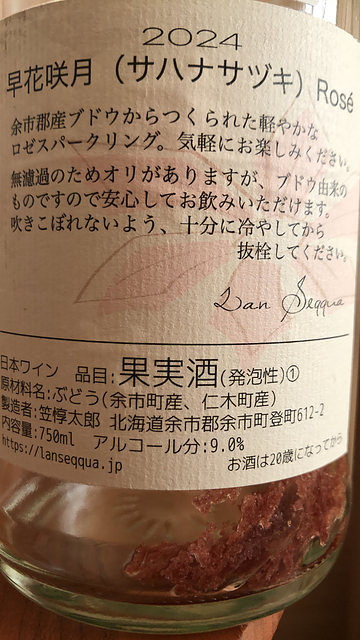 2024
早花咲月（サハナサヅキ）Rosé
余市郡産ブドウからつくられた軽やかな
ロゼスパークリング。気軽にお楽しみください。
無濾過のためオリがありますが、ブドウ由来の
ものですので安心してお飲みいただけます。
吹きこぼれないよう、十分に冷やしてから
抜栓してください。
Lan Seqqua
日本ワイン 品目:果実酒(発泡性)①
原材料名:ぶどう(余市町産、仁木町産)
製造者:笠惇太郎 北海道余市郡余市町登町612-2
内容量:750ml アルコール分:9.0%
https://lanseqqua.jp お酒は20歳になってから